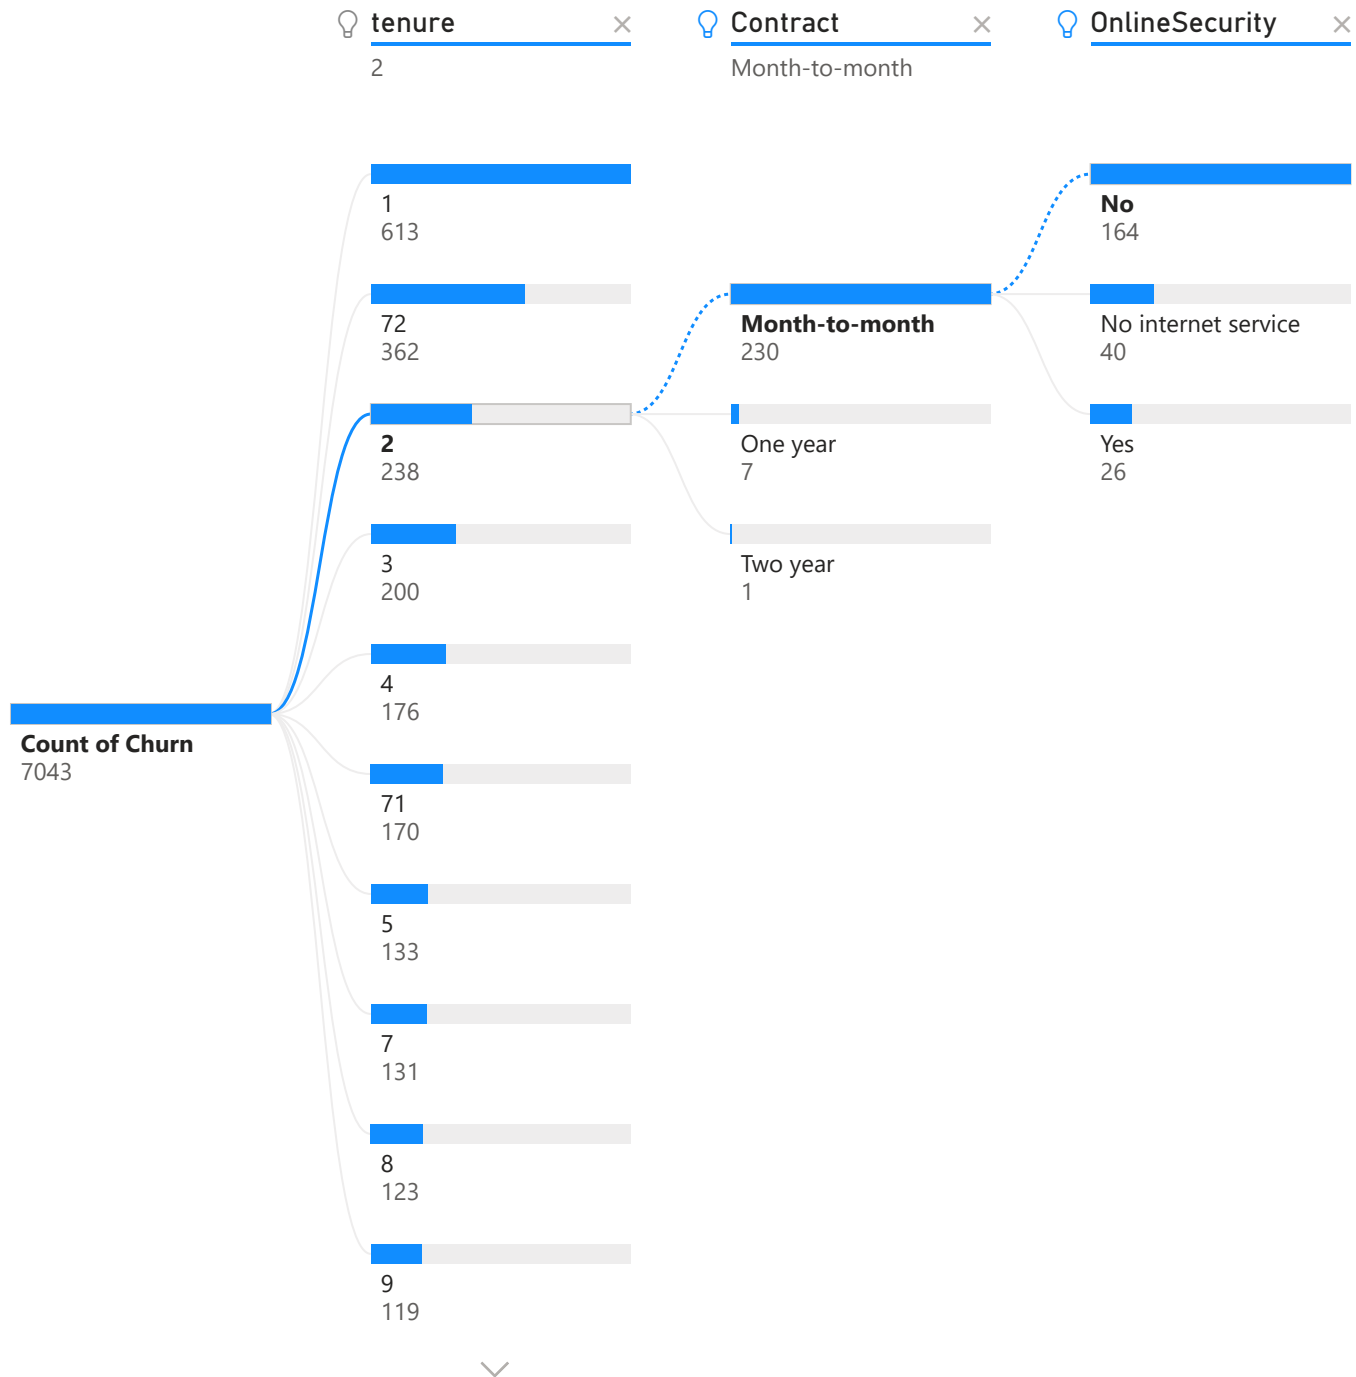 tenure
2
Contract
Month-to-month
OnlineSecurity
Count of Churn
7043
1
613
72
362
2
238
3
200
4
176
71
170
5
133
7
131
8
123
9
119
Month-to-month
230
One year
7
Two year
1
No
164
No internet service
40
Yes
26